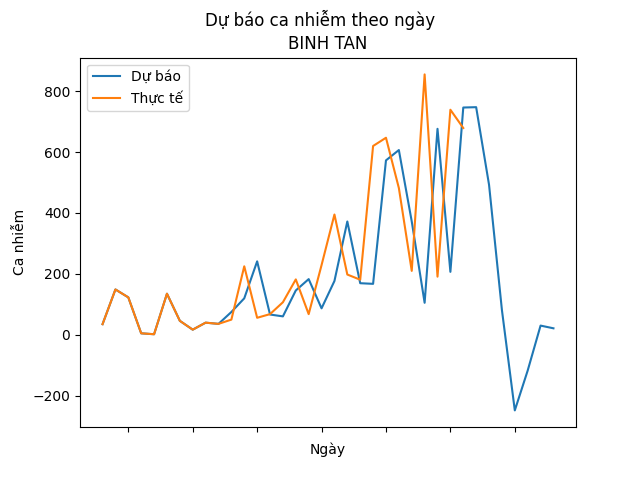 Dự báo ca nhiễm theo ngày
BINH TAN
Dự báo
Thực tế
800
600
400
200
0
−200
Ca nhiễm
Ngày